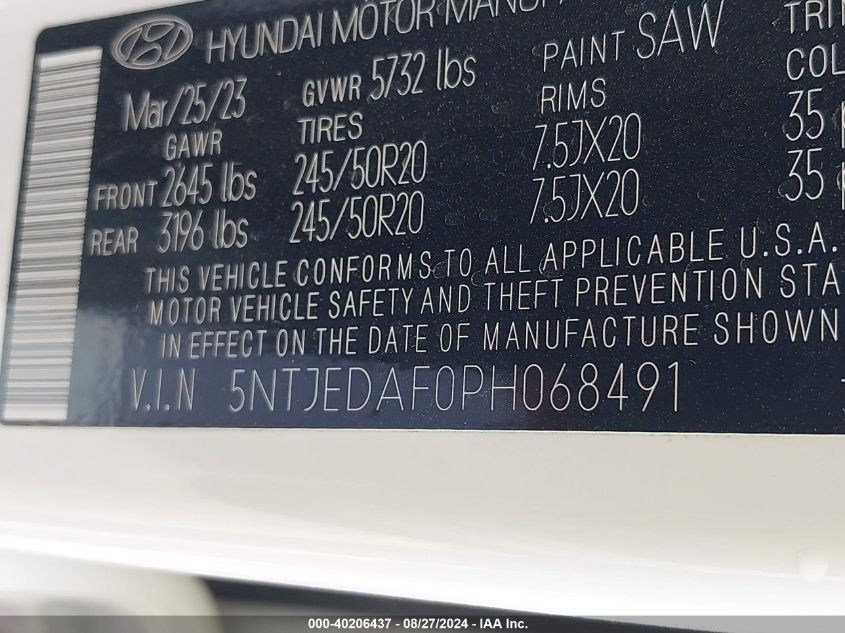 HYUNDAI MOTOR
Mar/25/23 GVWR 5732 lbs PAINT SAW
GAWR TIRES RIMS
FRONT 2645 lbs 245/50R20 7.5JX20 35
REAR 3196 lbs 245/50R20 7.5JX20 35
THIS VEHICLE CONFORMS TO ALL APPLICABLE U.S.A.
MOTOR VEHICLE SAFETY AND THEFT PREVENTION
IN EFFECT ON THE DATE OF MANUFACTURE SHOWN
V.I.N 5NTJEDAF0PH068491
000-40206437 - 08/27/2024 - IAA Inc.